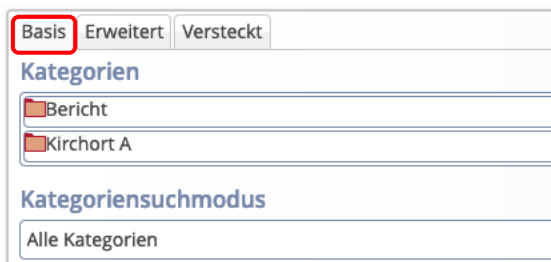 Basis Erweitert Versteckt
Kategorien
Bericht
Kirchort A
Kategoriensuchmodus
Alle Kategorien